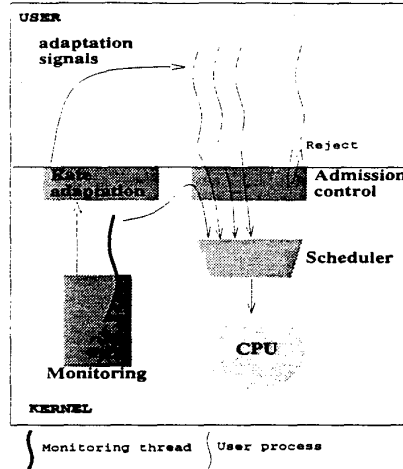 USER
adaptation
signals
Reject
Rate
adaptation
Admission
control
Scheduler
CPU
Monitoring
KERNEL
Monitoring thread
User process